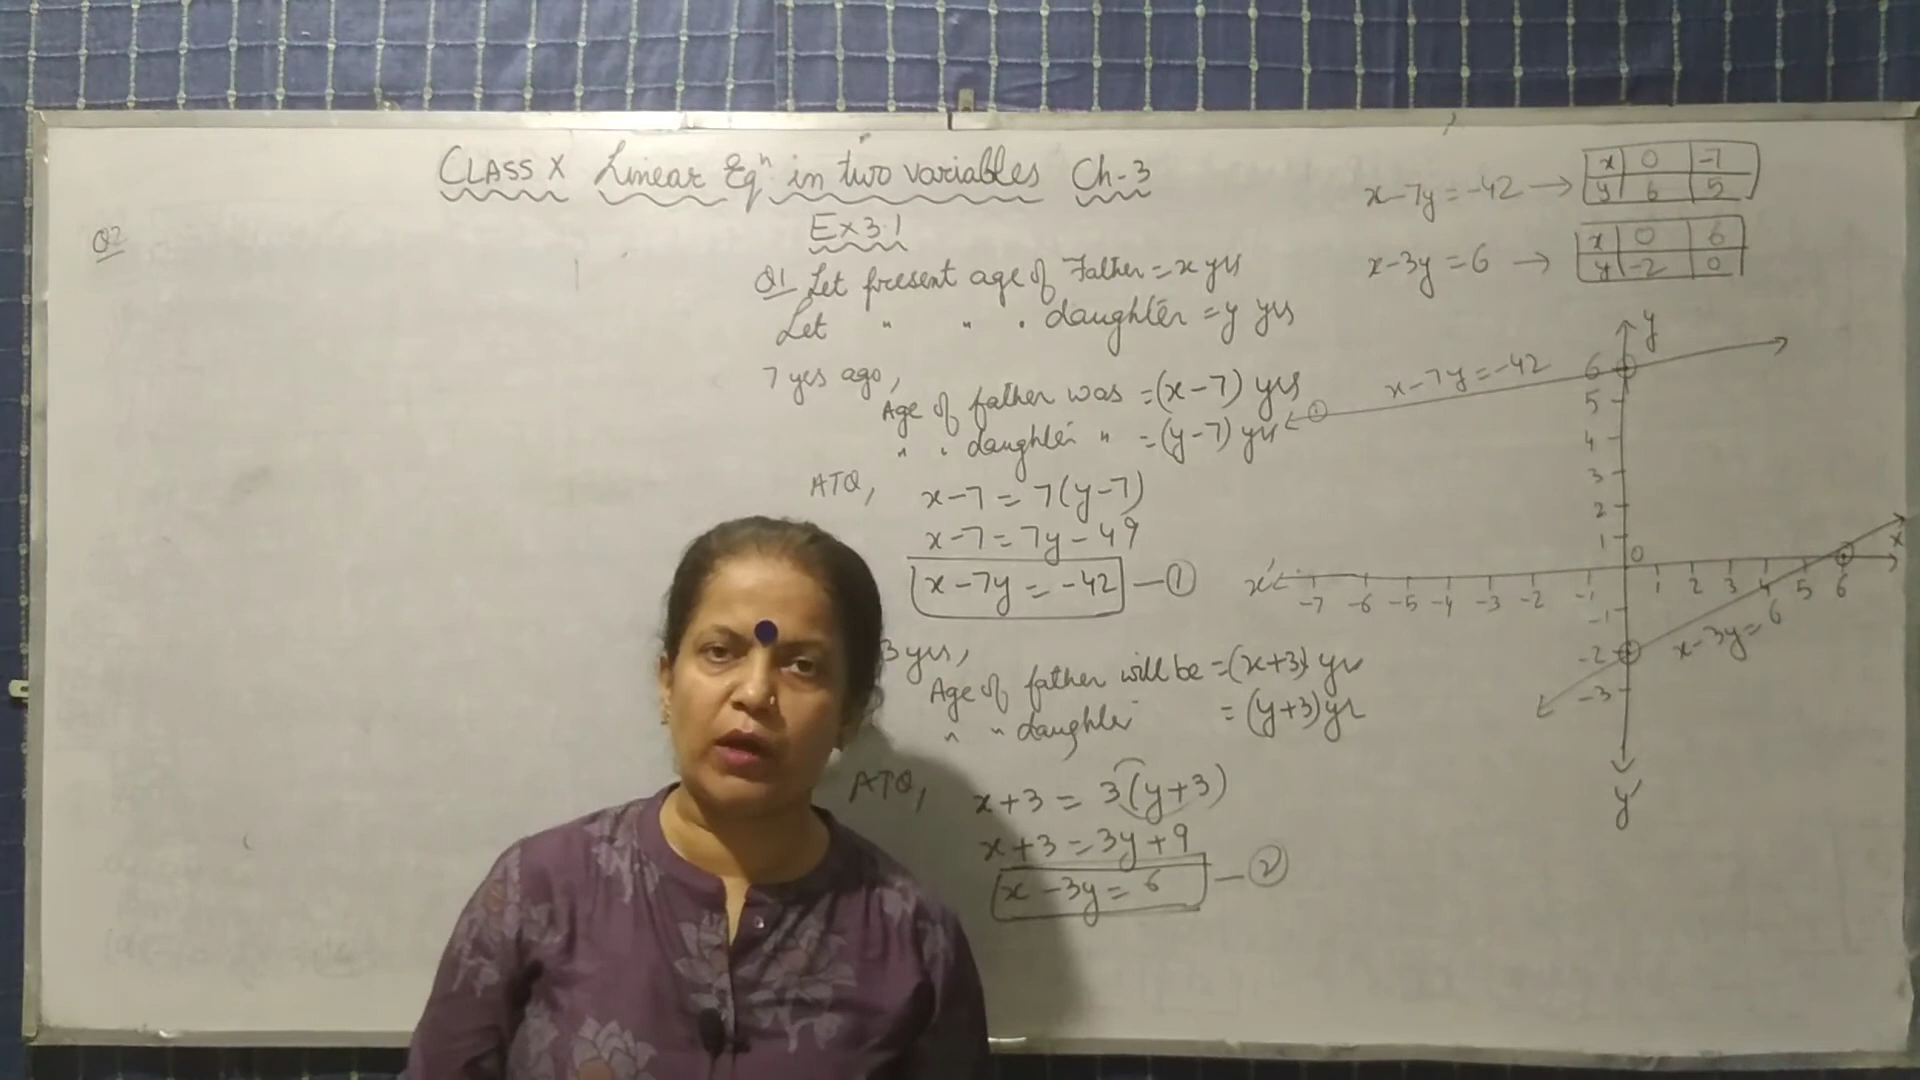 CLASS X Linear Eqⁿ in two variables Ch-3
Ex 3.1
Q2
Q1 Let present age of Father = x yrs
Let " " . daughter = y yrs
7 yes ago,
Age of father was = (x-7) yrs
" . daughter " = (y-7) yrs
ATQ, x-7 = 7(y-7)
x-7 = 7y-49
x-7y = -42 — ①
3 yrs,
Age of father will be = (x+3) yr
" " daughter = (y+3) yr
ATQ, x+3 = 3(y+3)
x+3 = 3y+9
x-3y = 6 — ②
x-7y = -42 →
x 0 -7
y 6 5
x-3y = 6 →
x 0 6
y -2 0
y
x-7y = -42
6
5
4
3
2
1
0
x' x
-7 -6 -5 -4 -3 -2 -1 1 2 3 4 5 6
-1
-2
-3
x-3y = 6
y'